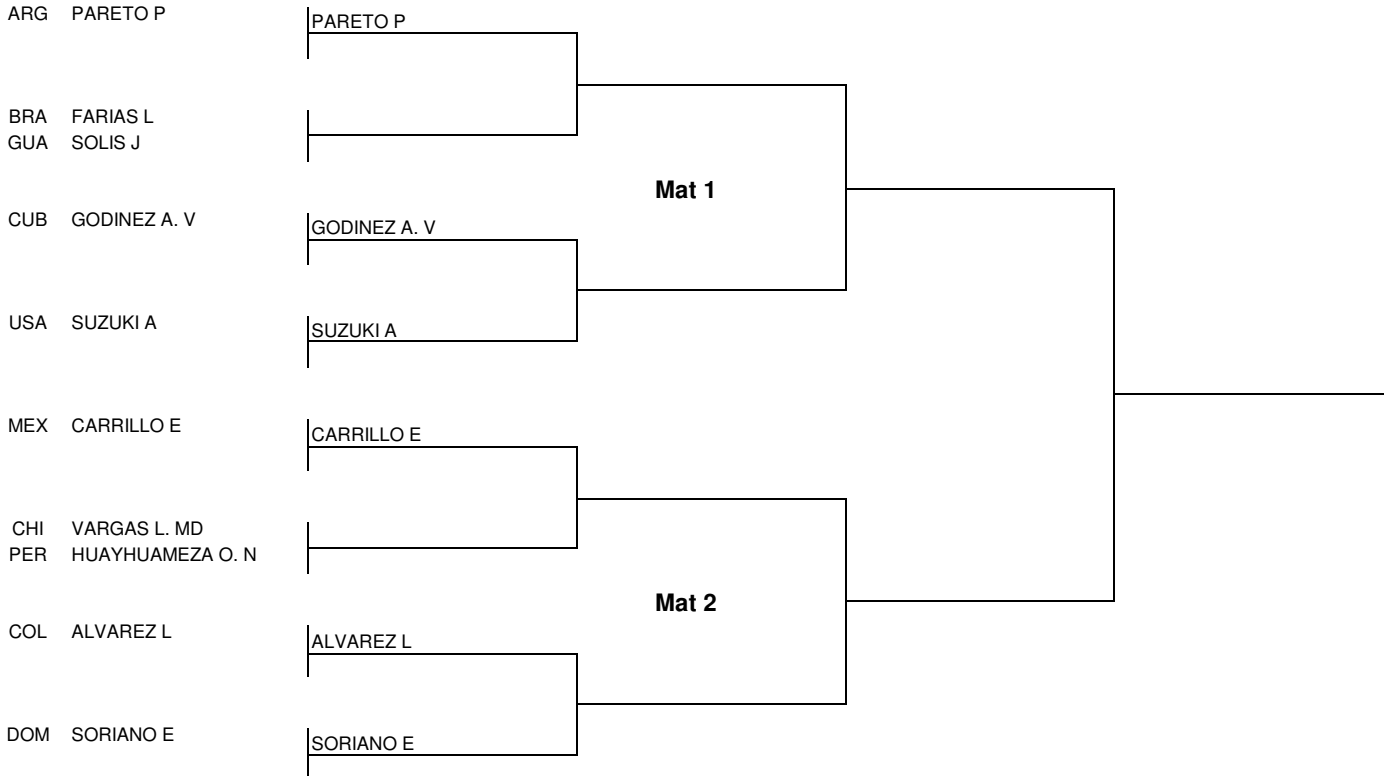 ARG PARETO P PARETO P
BRA FARIAS L
GUA SOLIS J
Mat 1
CUB GODINEZ A. V GODINEZ A. V
USA SUZUKI A SUZUKI A
MEX CARRILLO E CARRILLO E
CHI VARGAS L. MD
PER HUAYHUAMEZA O. N
Mat 2
COL ALVAREZ L ALVAREZ L
DOM SORIANO E SORIANO E